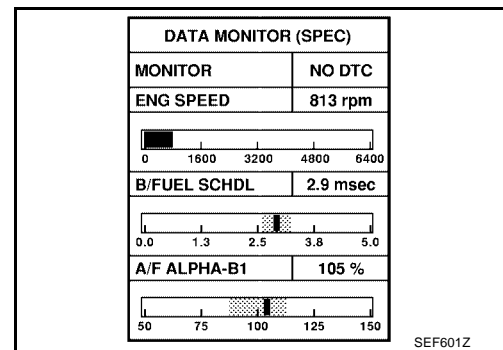 DATA MONITOR (SPEC)
MONITOR NO DTC
ENG SPEED 813 rpm
0 1600 3200 4800 6400
B/FUEL SCHDL 2.9 msec
0.0 1.3 2.5 3.8 5.0
A/F ALPHA-B1 105 %
50 75 100 125 150
SEF601Z